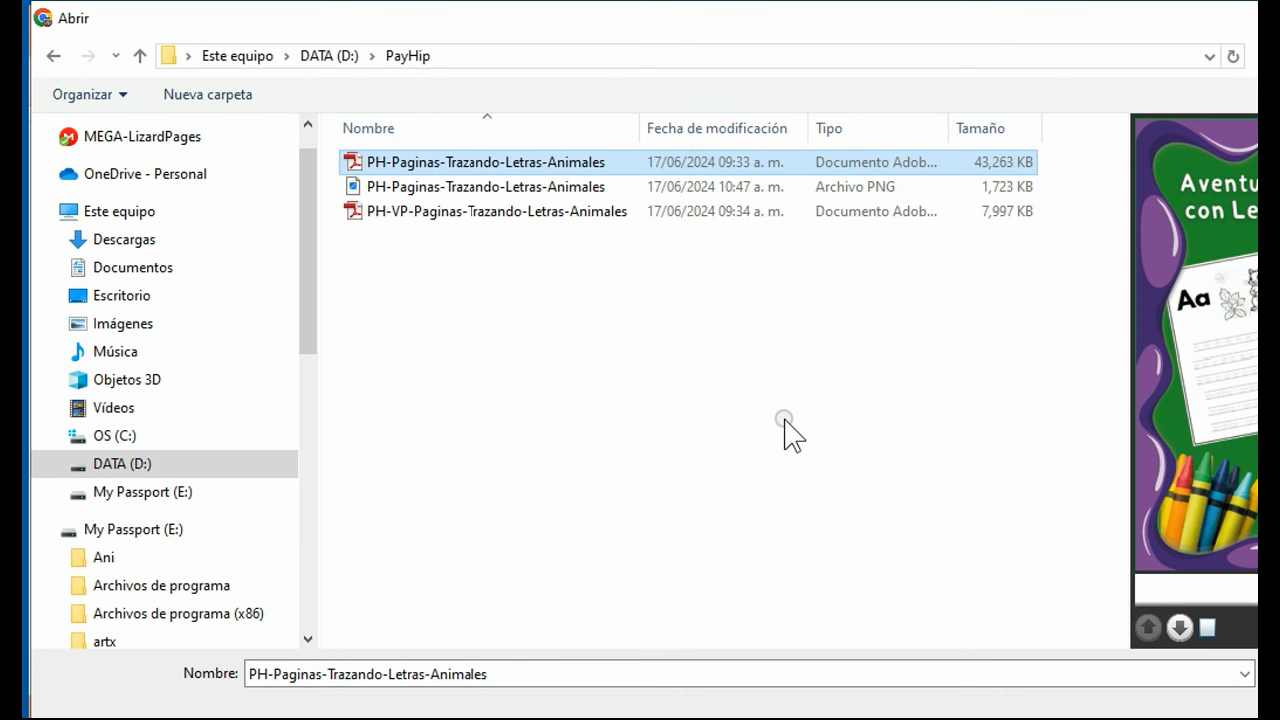 Abrir
Este equipo > DATA (D:) > PayHip
Organizar
Nueva carpeta
MEGA-LizardPages
OneDrive - Personal
Este equipo
Descargas
Documentos
Escritorio
Imágenes
Música
Objetos 3D
Vídeos
OS (C:)
DATA (D:)
My Passport (E:)
My Passport (E:)
Ani
Archivos de programa
Archivos de programa (x86)
artx
Nombre Fecha de modificación Tipo Tamaño
PH-Paginas-Trazando-Letras-Animales 17/06/2024 09:33 a. m. Documento Adob... 43,263 KB
PH-Paginas-Trazando-Letras-Animales 17/06/2024 10:47 a. m. Archivo PNG 1,723 KB
PH-VP-Paginas-Trazando-Letras-Animales 17/06/2024 09:34 a. m. Documento Adob... 7,997 KB
Aventu
con Le
Aa
Nombre: PH-Paginas-Trazando-Letras-Animales